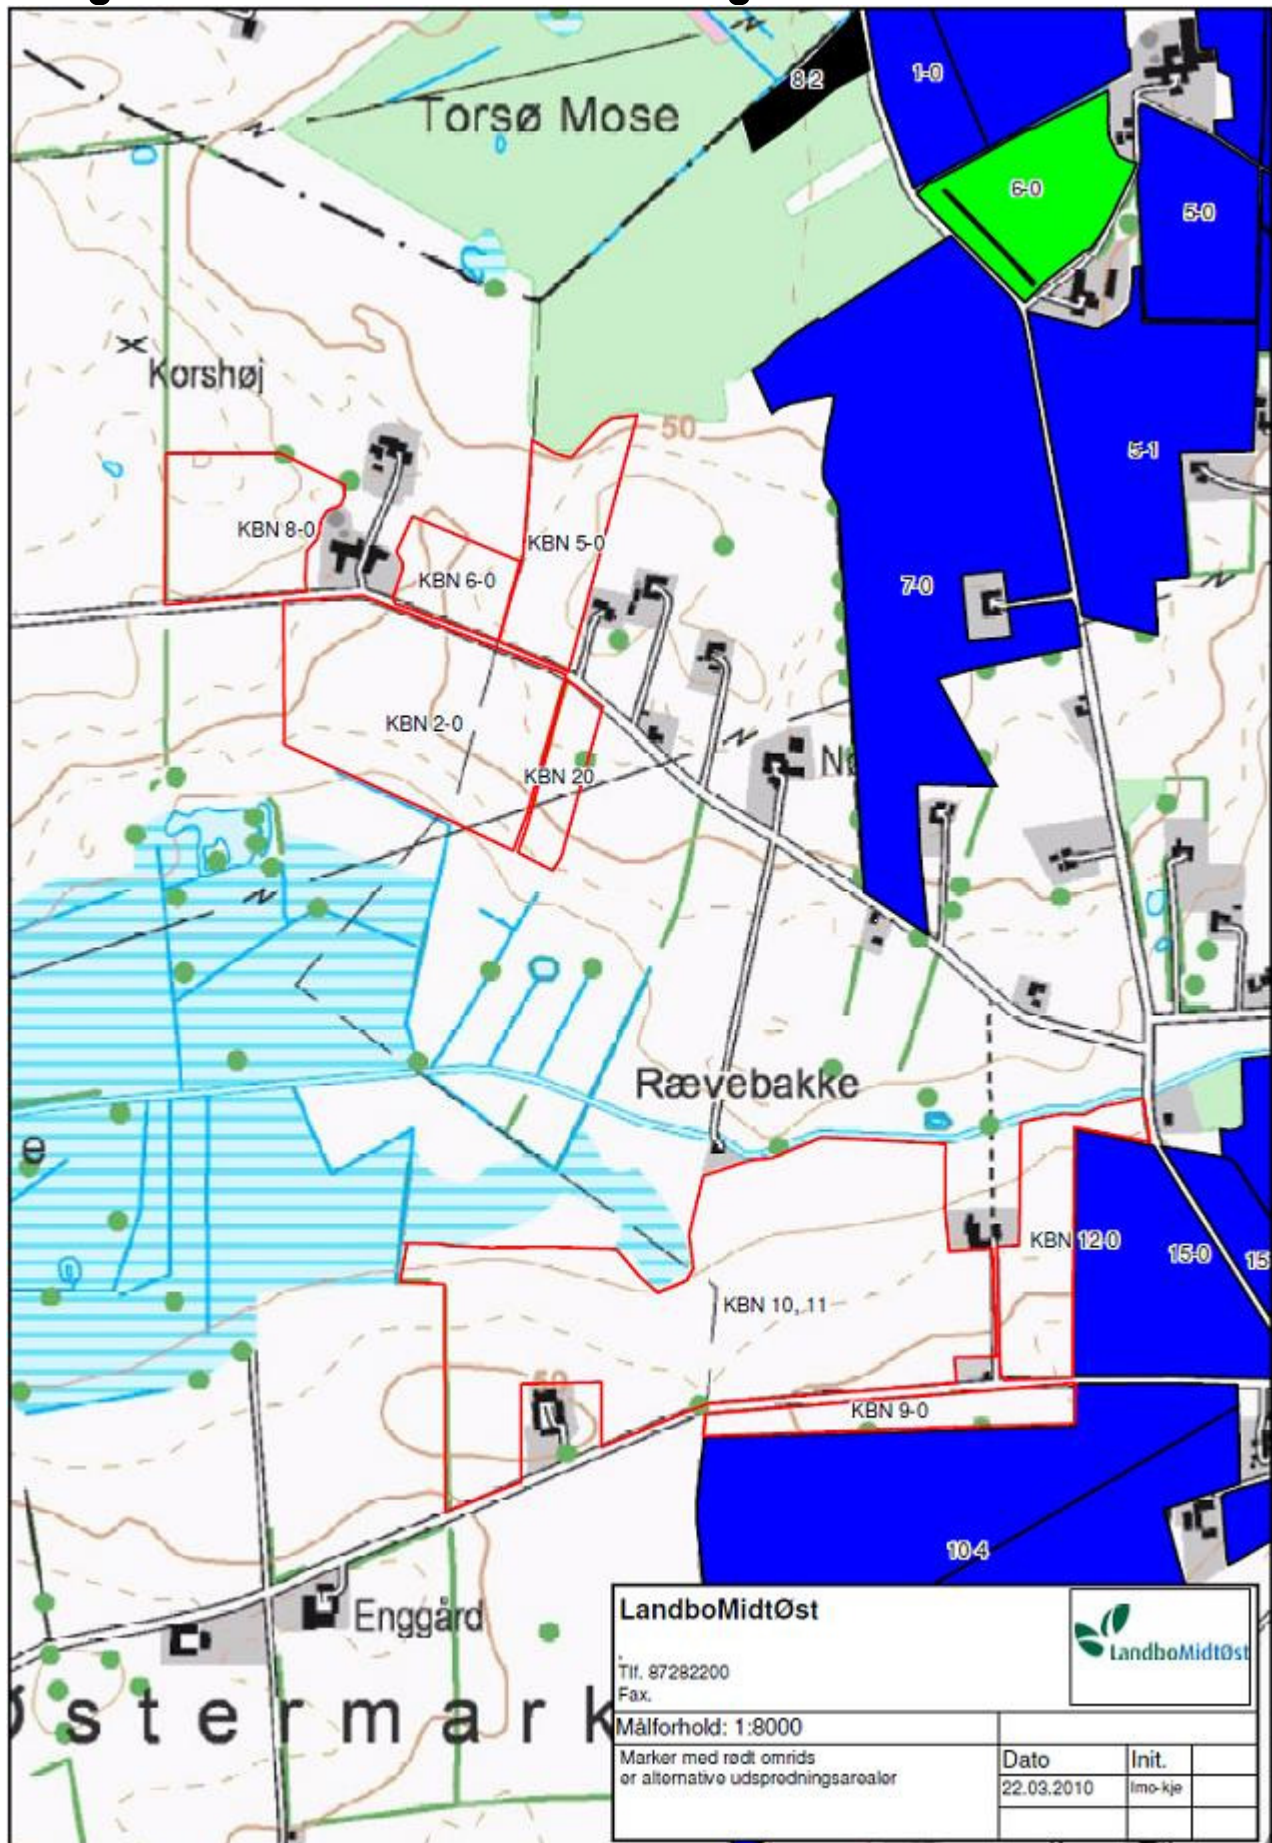 Torsø Mose
8-2
1-0
6-0
5-0
Korshøj
50
5-1
KBN 8-0
KBN 5-0
KBN 6-0
7-0
KBN 2-0
KBN 20
Rævebakke
KBN 12-0
15-0
15
KBN 10, 11
KBN 9-0
10-4
Enggård
Østermark
LandboMidtØst
LandboMidtØst
Tlf. 87282200
Fax.
Målforhold: 1:8000
Marker med rødt omrids
er alternative udspredningsarealer
Dato
Init.
22.03.2010
lmo-kje